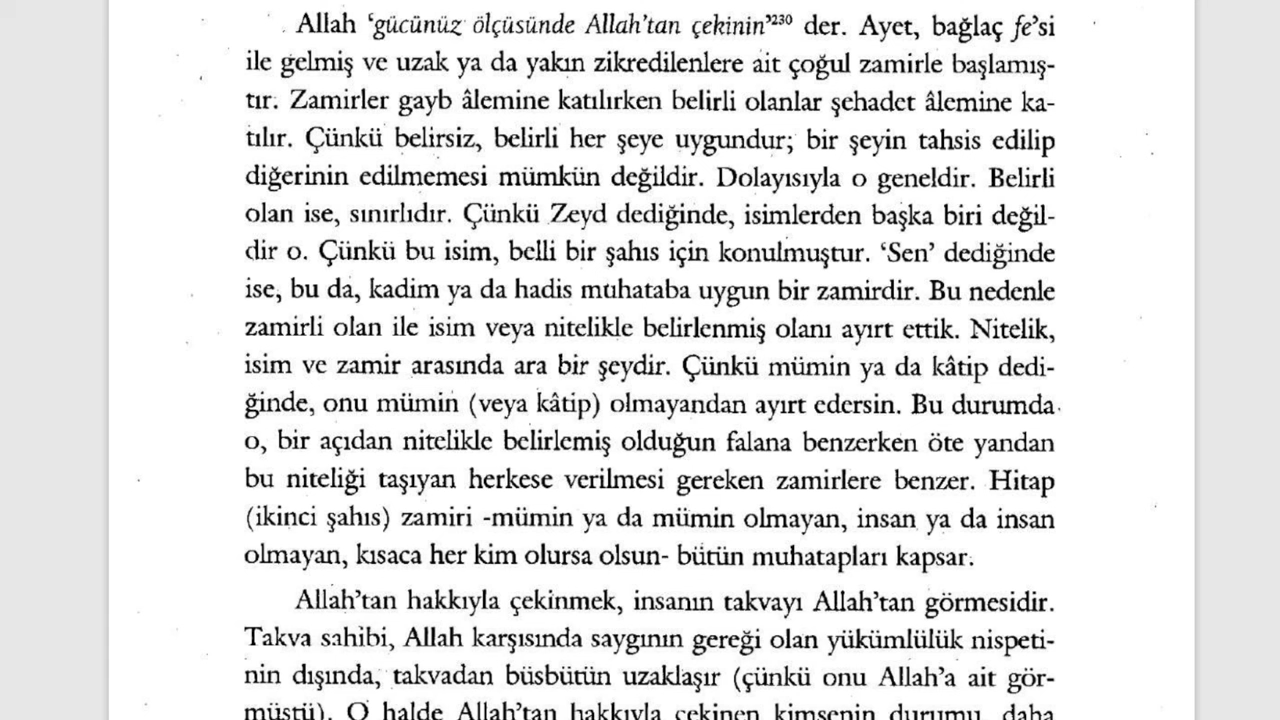 Allah ‘gücünüz ölçüsünde Allah’tan çekinin’²³⁰ der. Ayet, bağlaç fe’si
ile gelmiş ve uzak ya da yakın zikredilenlere ait çoğul zamirle başlamış-
tır. Zamirler gayb âlemine katılırken belirli olanlar şehadet âlemine ka-
tılır. Çünkü belirsiz, belirli her şeye uygundur; bir şeyin tahsis edilip
diğerinin edilmemesi mümkün değildir. Dolayısıyla o geneldir. Belirli
olan ise, sınırlıdır. Çünkü Zeyd dediğinde, isimlerden başka biri değil-
dir o. Çünkü bu isim, belli bir şahıs için konulmuştur. ‘Sen’ dediğinde
ise, bu da, kadim ya da hadis muhataba uygun bir zamirdir. Bu nedenle
zamirli olan ile isim veya nitelikle belirlenmiş olanı ayırt ettik. Nitelik,
isim ve zamir arasında ara bir şeydir. Çünkü mümin ya da kâtip dedi-
ğinde, onu mümin (veya kâtip) olmayandan ayırt edersin. Bu durumda
o, bir açıdan nitelikle belirlemiş olduğun falana benzerken öte yandan
bu niteliği taşıyan herkese verilmesi gereken zamirlere benzer. Hitap
(ikinci şahıs) zamiri -mümin ya da mümin olmayan, insan ya da insan
olmayan, kısaca her kim olursa olsun- bütün muhatapları kapsar.
Allah’tan hakkıyla çekinmek, insanın takvayı Allah’tan görmesidir.
Takva sahibi, Allah karşısında saygının gereği olan yükümlülük nispeti-
nin dışında, takvadan büsbütün uzaklaşır (çünkü onu Allah’a ait gör-
müştü). O halde Allah’tan hakkıyla çekinen kimsenin durumu, daha